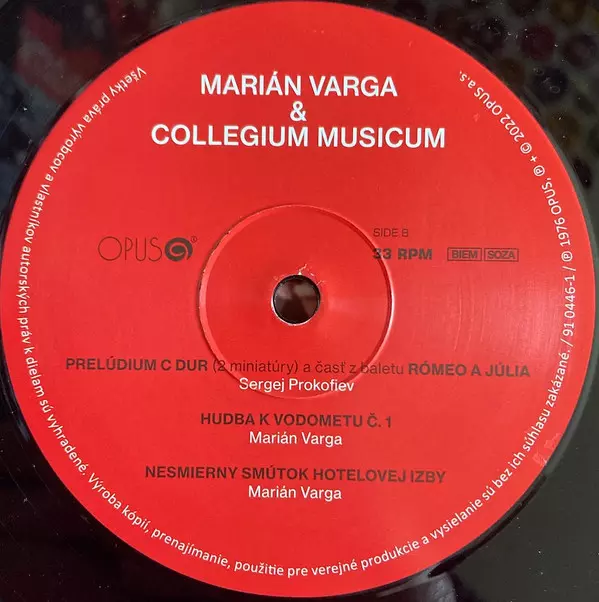 MARIÁN VARGA
&
COLLEGIUM MUSICUM
OPUS®
SIDE B
33 RPM
BIEM SOZA
PRELÚDIUM C DUR (2 miniatúry) a časť z baletu RÓMEO A JÚLIA
Sergej Prokofiev
HUDBA K VODOMETU Č. 1
Marián Varga
NESMIERNY SMÚTOK HOTELOVEJ IZBY
Marián Varga
Všetky práva výrobcov a vlastníkov autorských práv k dielam sú vyhradené. Výroba kópií, prenajímanie, použitie pre verejné produkcie a vysielanie sú bez ich súhlasu zakázané. / 91 0446-1 / ℗ 1976 OPUS, ℗ + © 2022 OPUS a.s.